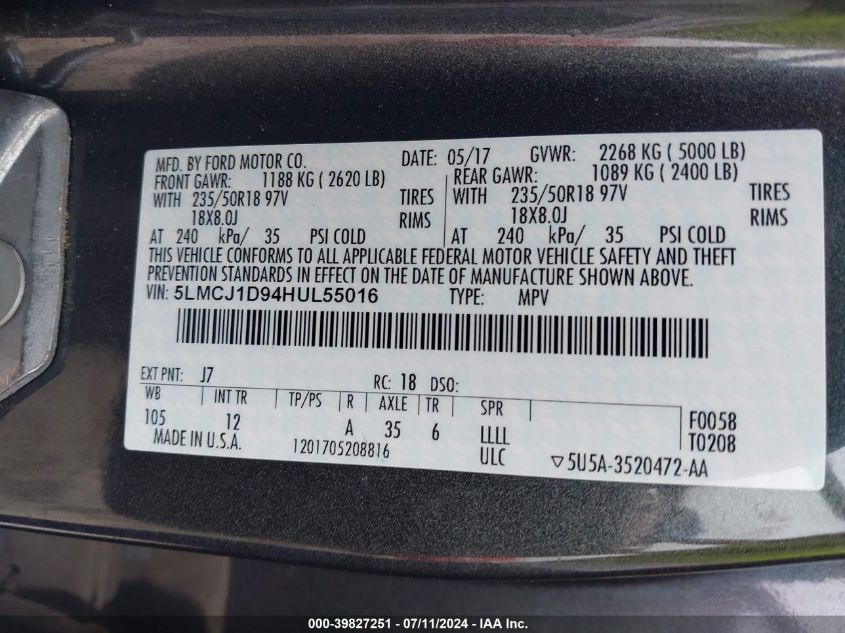 MFD. BY FORD MOTOR CO. DATE: 05/17 GVWR: 2268 KG ( 5000 LB)
FRONT GAWR: 1188 KG ( 2620 LB) REAR GAWR: 1089 KG ( 2400 LB)
WITH 235/50R18 97V TIRES WITH 235/50R18 97V TIRES
18X8.0J RIMS 18X8.0J RIMS
AT 240 kPa/ 35 PSI COLD AT 240 kPa/ 35 PSI COLD
THIS VEHICLE CONFORMS TO ALL APPLICABLE FEDERAL MOTOR VEHICLE SAFETY AND THEFT
PREVENTION STANDARDS IN EFFECT ON THE DATE OF MANUFACTURE SHOWN ABOVE.
VIN: 5LMCJ1D94HUL55016 TYPE: MPV
EXT PNT: J7 RC: 18 DSO:
WB INT TR TP/PS R AXLE TR SPR F0058
105 12 A 35 6 LLLL T0208
MADE IN U.S.A. 1201705208816 ULC ▽5U5A-3520472-AA
000-39827251 - 07/11/2024 - IAA Inc.